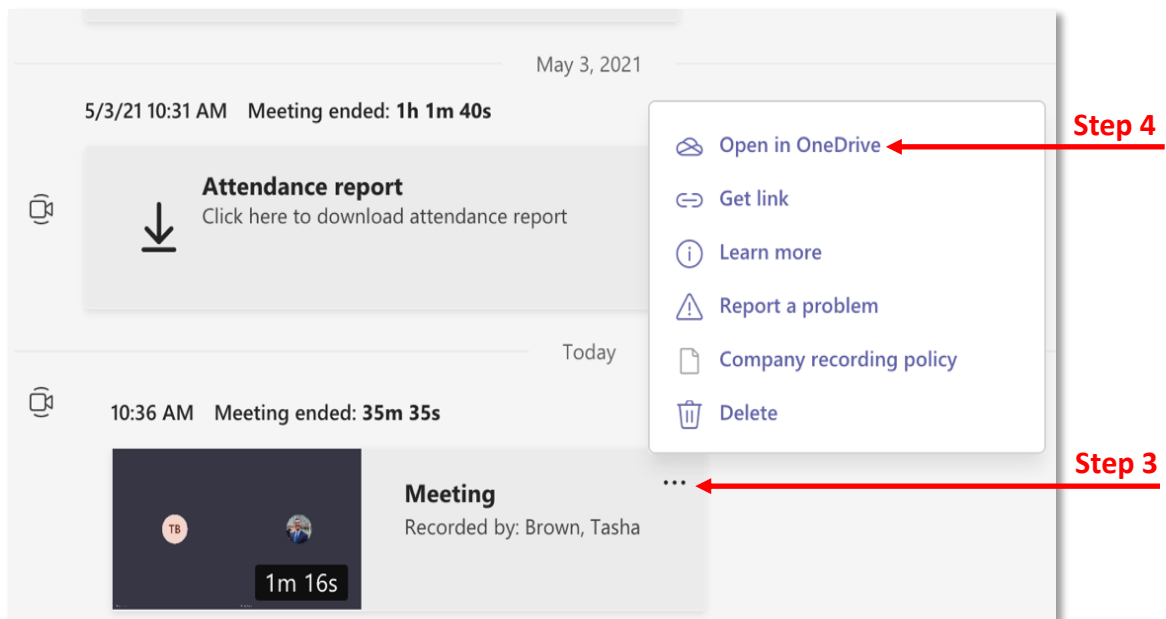 May 3, 2021
5/3/21 10:31 AM Meeting ended: 1h 1m 40s
Attendance report
Click here to download attendance report
Open in OneDrive
Step 4
Get link
Learn more
Report a problem
Company recording policy
Delete
Today
10:36 AM Meeting ended: 35m 35s
Step 3
Meeting
Recorded by: Brown, Tasha
TB
1m 16s